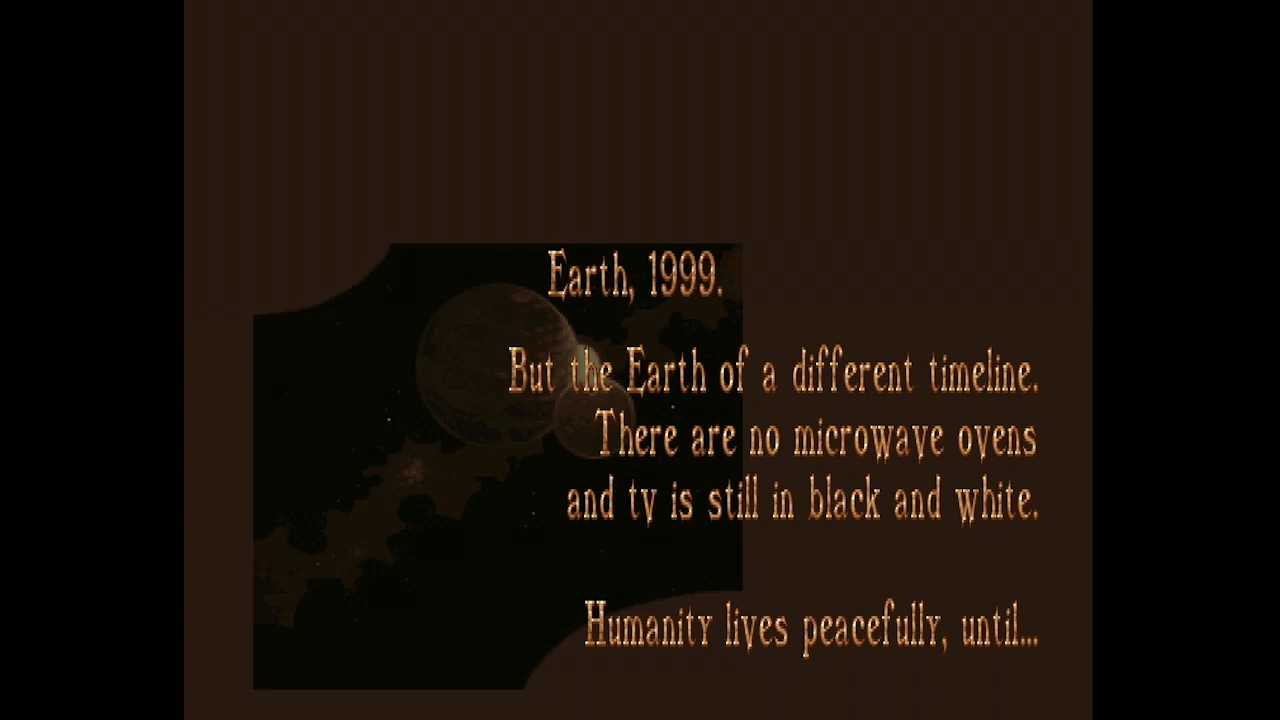 Earth, 1999.
But the Earth of a different timeline.
There are no microwave ovens
and tv is still in black and white.
Humanity lives peacefully, until...